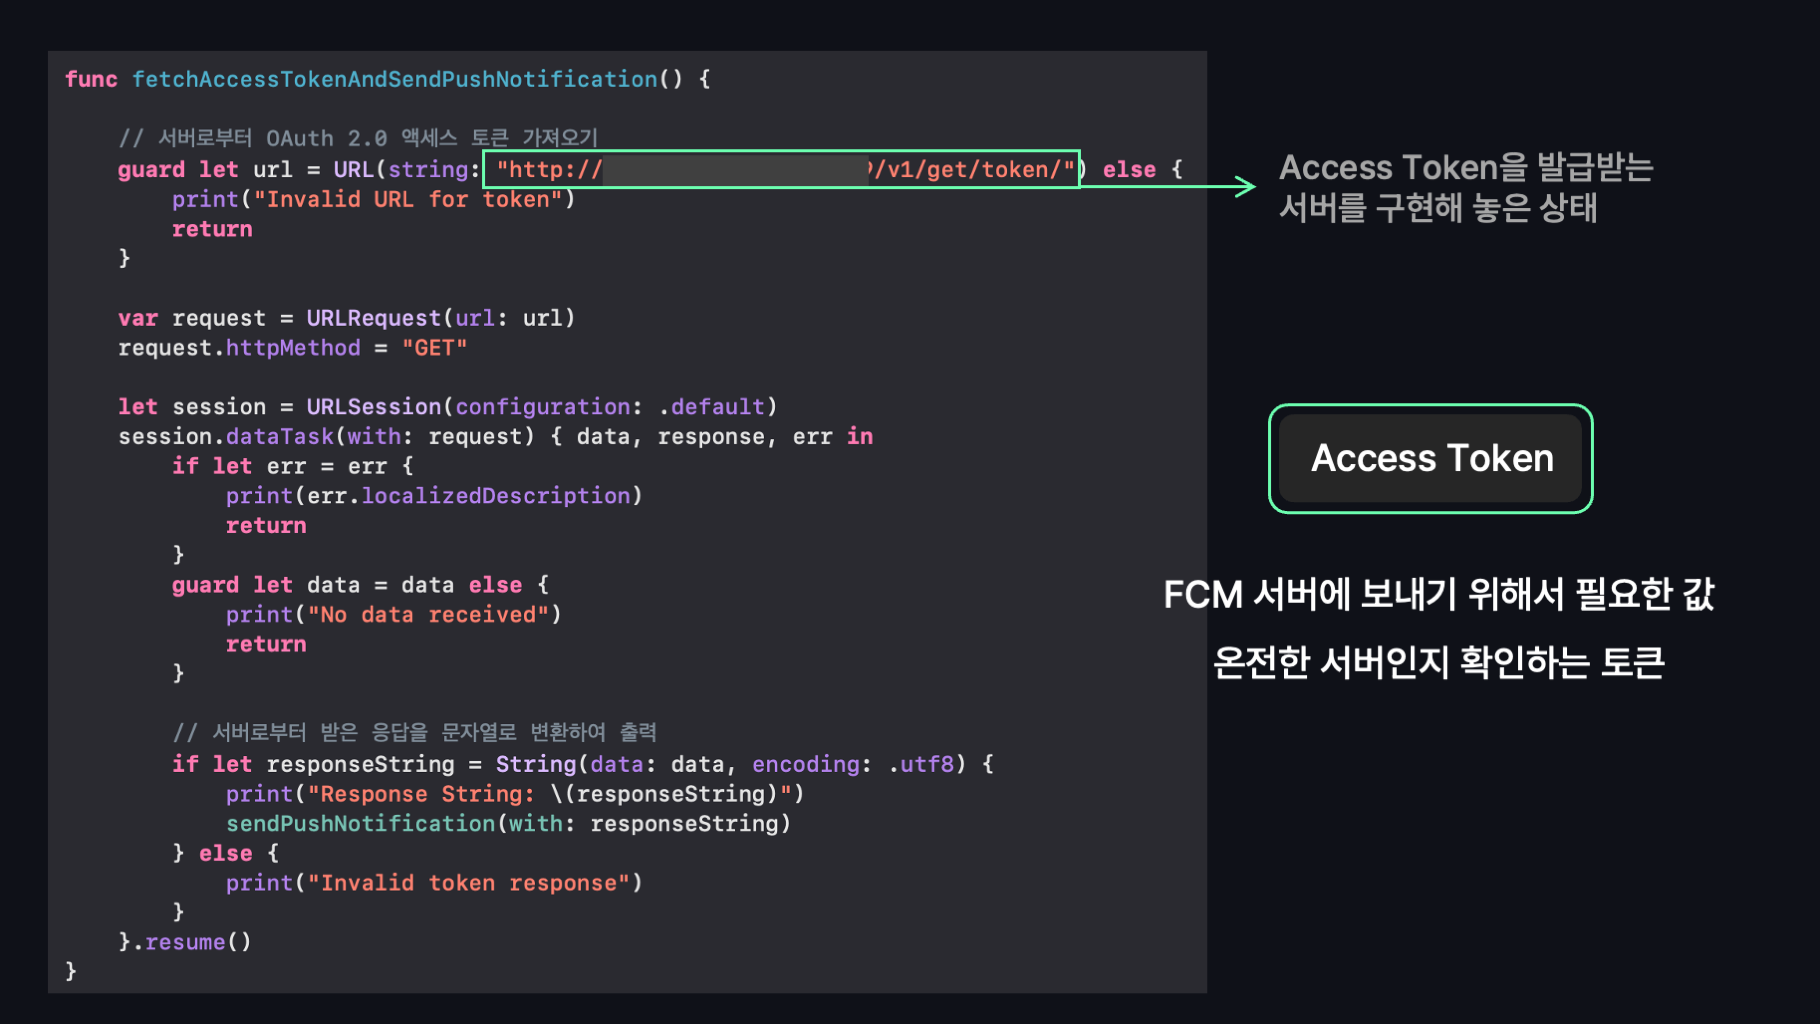 func fetchAccessTokenAndSendPushNotification() {
// 서버로부터 OAuth 2.0 액세스 토큰 가져오기
guard let url = URL(string: "http:// /v1/get/token/") else {
print("Invalid URL for token")
return
}
var request = URLRequest(url: url)
request.httpMethod = "GET"
let session = URLSession(configuration: .default)
session.dataTask(with: request) { data, response, err in
if let err = err {
print(err.localizedDescription)
return
}
guard let data = data else {
print("No data received")
return
}
// 서버로부터 받은 응답을 문자열로 변환하여 출력
if let responseString = String(data: data, encoding: .utf8) {
print("Response String: \(responseString)")
sendPushNotification(with: responseString)
} else {
print("Invalid token response")
}
}.resume()
}
Access Token을 발급받는
서버를 구현해 놓은 상태
Access Token
FCM 서버에 보내기 위해서 필요한 값
온전한 서버인지 확인하는 토큰